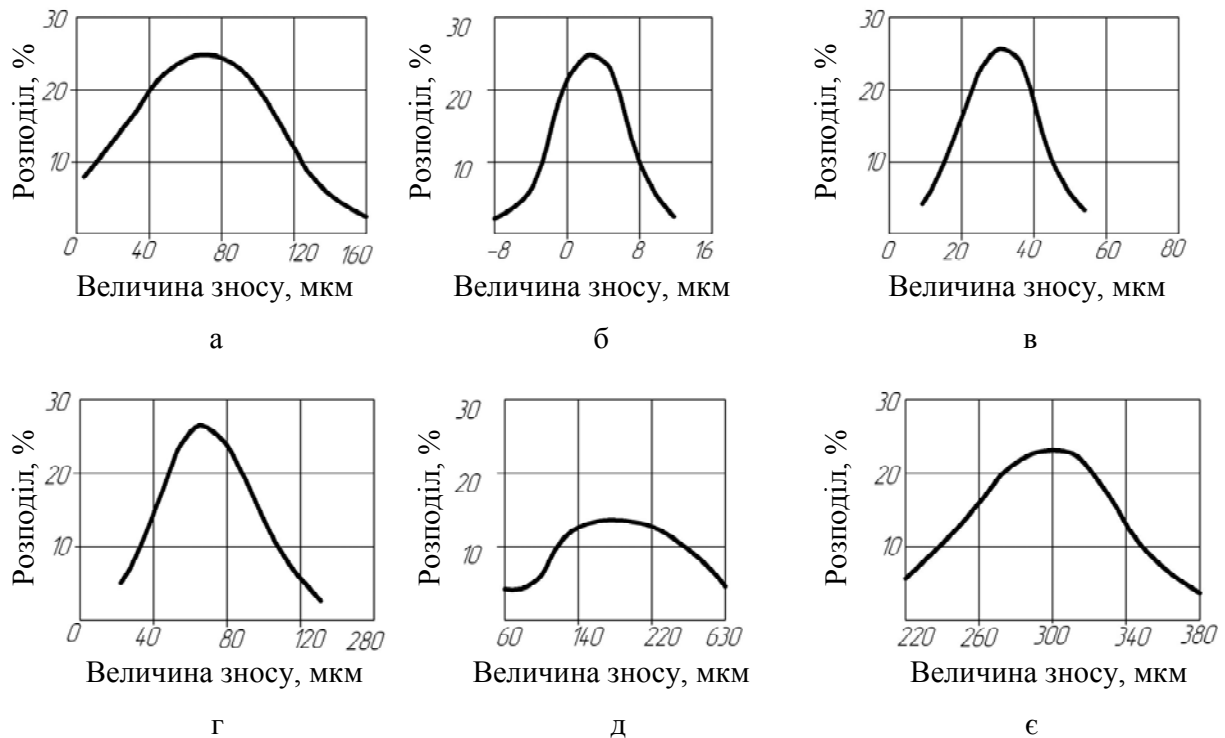 30
20
10
Розподіл, %
0 40 80 120 160
Величина зносу, мкм
а
30
20
10
Розподіл, %
-8 0 8 16
Величина зносу, мкм
б
30
20
10
Розподіл, %
0 20 40 60 80
Величина зносу, мкм
в
30
20
10
Розподіл, %
0 40 80 120 280
Величина зносу, мкм
г
30
20
10
Розподіл, %
60 140 220 630
Величина зносу, мкм
д
30
20
10
Розподіл, %
220 260 300 340 380
Величина зносу, мкм
є